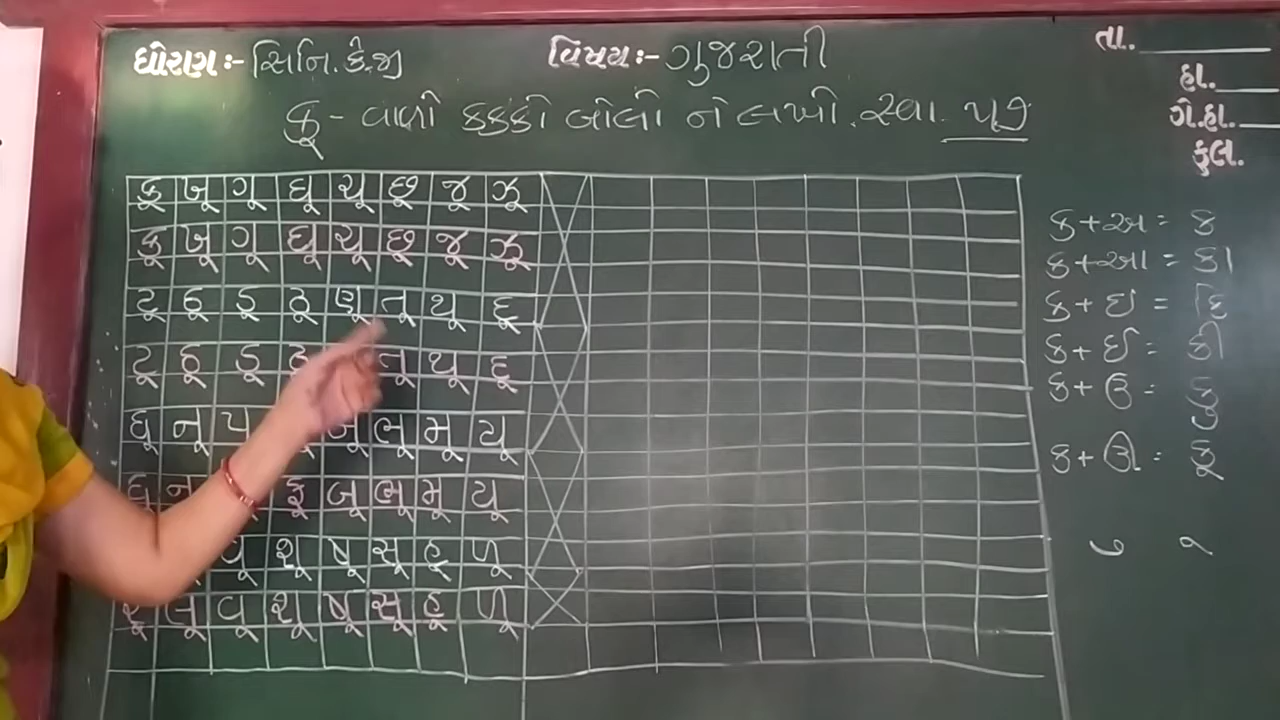 ધોરણ:- સિનિ.કે.જી વિષય:- ગુજરાતી તા.
હા.
ગે.હા.
કુલ.
કૂ - વાળો કક્કો બોલો ને લખો. સ્વા. પૂજ
કૂ ખૂ ગૂ ઘૂ ચૂ છૂ જૂ ઝૂ
કૂ ખૂ ગૂ ઘૂ ચૂ છૂ જૂ ઝૂ
ટૂ ઠૂ ડૂ ઢૂ ણૂ તૂ થૂ દૂ
ટૂ ઠૂ ડૂ ઢૂ તૂ થૂ દૂ
ધૂ નૂ પૂ બૂ ભૂ મૂ યૂ
ધૂ નૂ ફૂ બૂ ભૂ મૂ યૂ
વૂ શૂ ષૂ સૂ હૂ ળૂ
રૂ લૂ વૂ શૂ ષૂ સૂ હૂ ળૂ
ક+અ = ક
ક+આ = કા
ક+ઇ = કિ
ક+ઈ = કી
ક+ઉ = કુ
ક+ઊ = કૂ
ુ ૂ